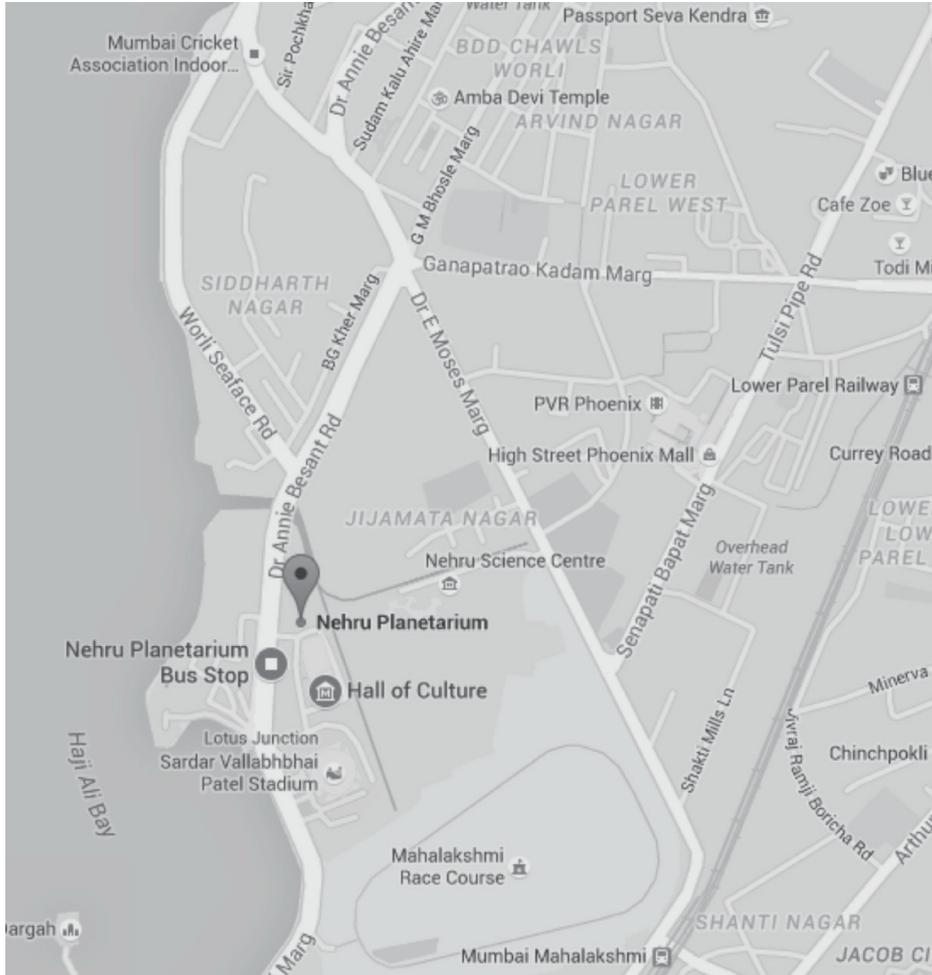 Water Tank
Passport Seva Kendra
Mumbai Cricket
Association Indoor...
Sir Pochkha
Dr Annie Besant
Sudam Kalu Ahire Mar
BDD CHAWLS
WORLI
Amba Devi Temple
ARVIND NAGAR
G M Bhosle Marg
LOWER
PAREL WEST
Blue
Cafe Zoe
Todi Mi
Ganapatrao Kadam Marg
SIDDHARTH
NAGAR
BG Kher Marg
Dr E Moses Marg
Tulsi Pipe Rd
Worli Seaface Rd
Lower Parel Railway
PVR Phoenix
High Street Phoenix Mall
Currey Road
Dr Annie Besant Rd
JIJAMATA NAGAR
Senapati Bapat Marg
LOWE
LOW
PAREL
Overhead
Water Tank
Nehru Science Centre
Nehru Planetarium
Nehru Planetarium
Bus Stop
Hall of Culture
Minerva
Shakti Mills Ln
Jivraj Ramji Boricha Rd
Haji Ali Bay
Lotus Junction
Sardar Vallabhbhai
Patel Stadium
Chinchpokli
Arthu
Mahalakshmi
Race Course
Dargah
SHANTI NAGAR
Marg
Mumbai Mahalakshmi
JACOB CI